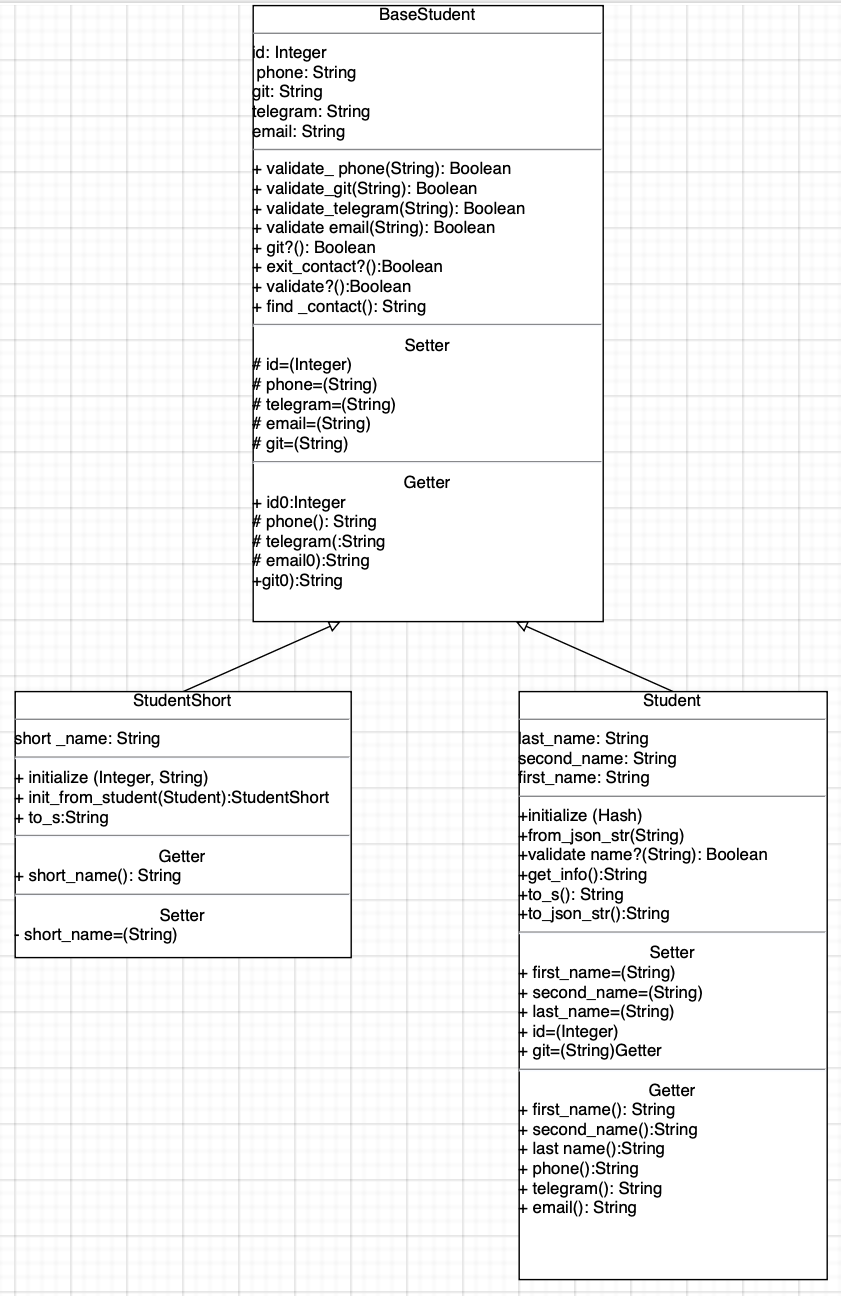 BaseStudent
id: Integer
phone: String
git: String
telegram: String
email: String
+ validate_ phone(String): Boolean
+ validate_git(String): Boolean
+ validate_telegram(String): Boolean
+ validate email(String): Boolean
+ git?(): Boolean
+ exit_contact?():Boolean
+ validate?():Boolean
+ find _contact(): String
Setter
# id=(Integer)
# phone=(String)
# telegram=(String)
# email=(String)
# git=(String)
Getter
+ id0:Integer
# phone(): String
# telegram(:String
# email0):String
+git0):String
StudentShort
short _name: String
+ initialize (Integer, String)
+ init_from_student(Student):StudentShort
+ to_s:String
Getter
+ short_name(): String
Setter
- short_name=(String)
Student
last_name: String
second_name: String
first_name: String
+initialize (Hash)
+from_json_str(String)
+validate name?(String): Boolean
+get_info():String
+to_s(): String
+to_json_str():String
Setter
+ first_name=(String)
+ second_name=(String)
+ last_name=(String)
+ id=(Integer)
+ git=(String)Getter
Getter
+ first_name(): String
+ second_name():String
+ last name():String
+ phone():String
+ telegram(): String
+ email(): String